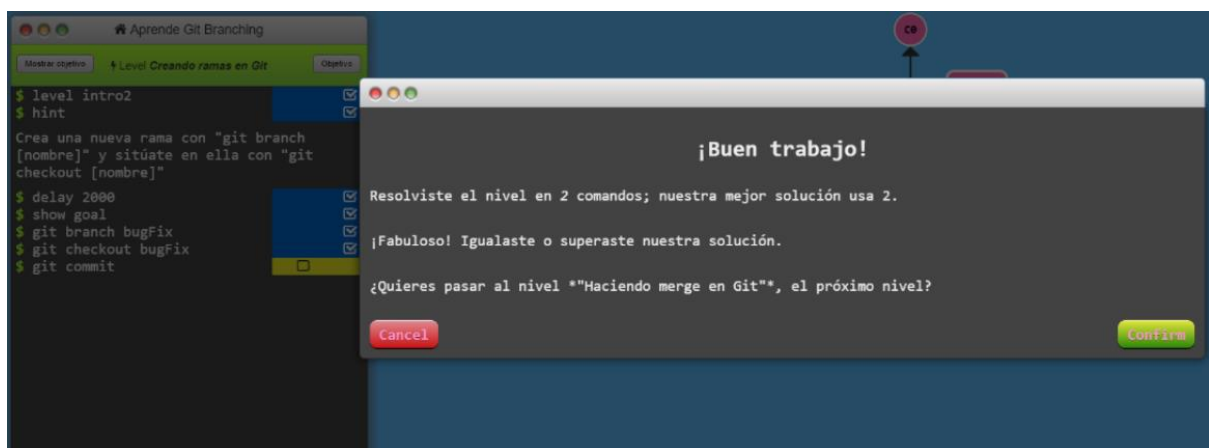 Aprende Git Branching
c0
Mostrar objetivo
Level Creando ramas en Git
Objetivo
$ level intro2
$ hint
Crea una nueva rama con "git branch
[nombre]" y sitúate en ella con "git
checkout [nombre]"
$ delay 2000
$ show goal
$ git branch bugFix
$ git checkout bugFix
$ git commit
¡Buen trabajo!
Resolviste el nivel en 2 comandos; nuestra mejor solución usa 2.
¡Fabuloso! Igualaste o superaste nuestra solución.
¿Quieres pasar al nivel *"Haciendo merge en Git"*, el próximo nivel?
Cancel
Confirm